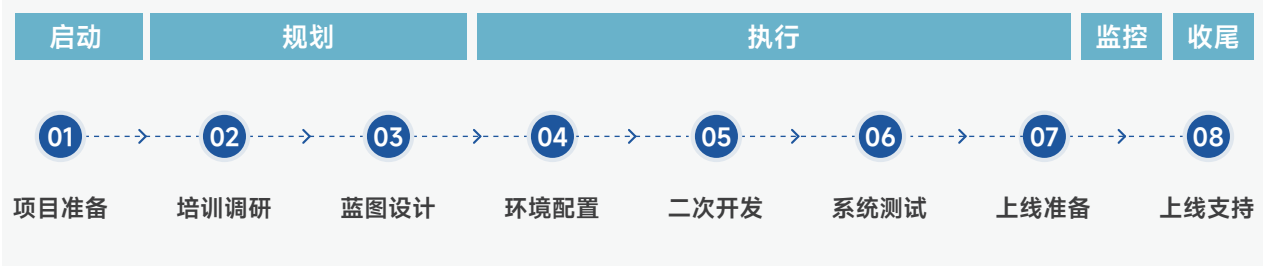 启动 规划 执行 监控 收尾
01 02 03 04 05 06 07 08
项目准备 培训调研 蓝图设计 环境配置 二次开发 系统测试 上线准备 上线支持